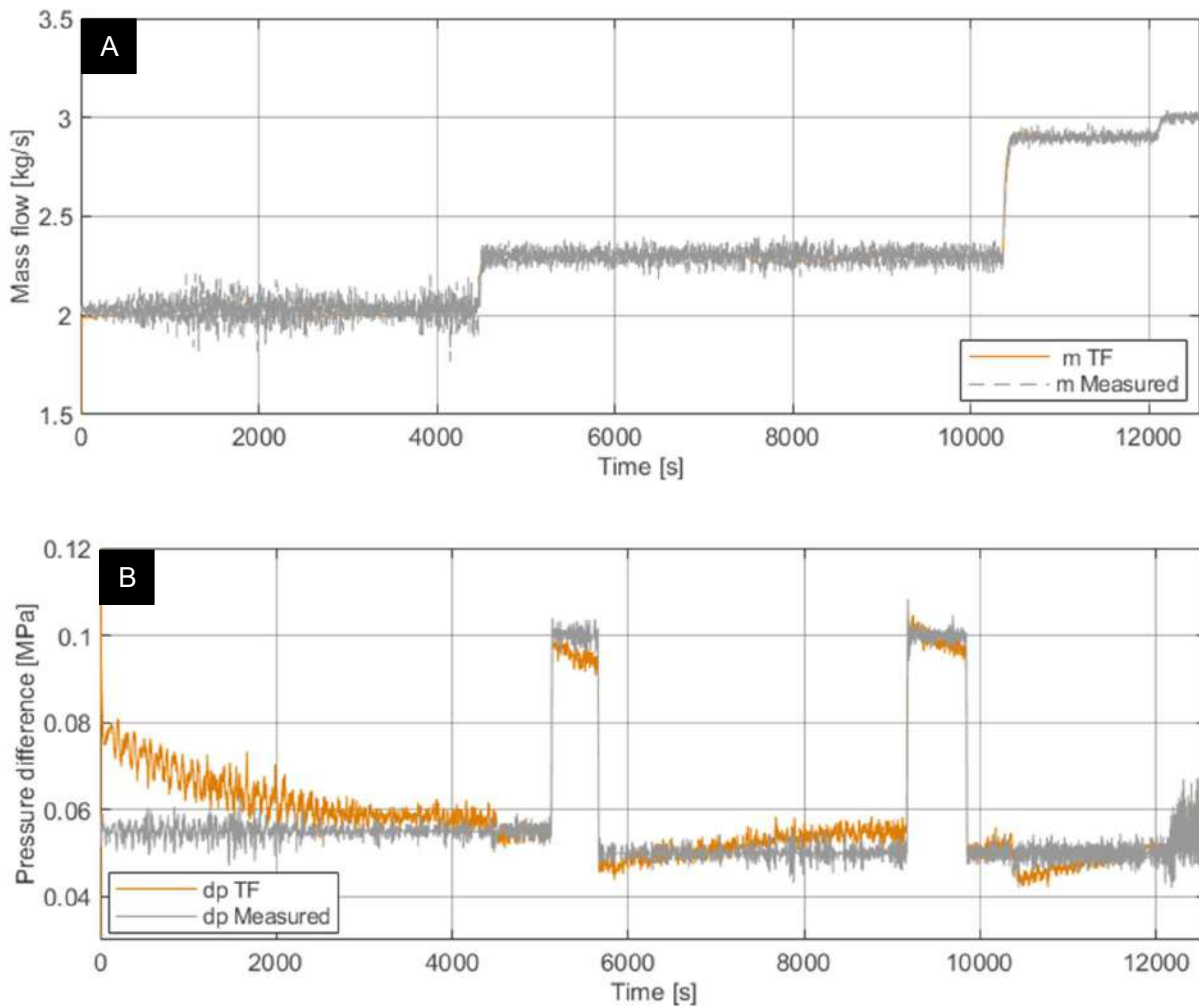 3.5
A
3
2.5
2
1.5
Mass flow [kg/s]
m TF
m Measured
0 2000 4000 6000 8000 10000 12000
Time [s]
0.12
B
0.1
0.08
0.06
0.04
Pressure difference [MPa]
dp TF
dp Measured
0 2000 4000 6000 8000 10000 12000
Time [s]